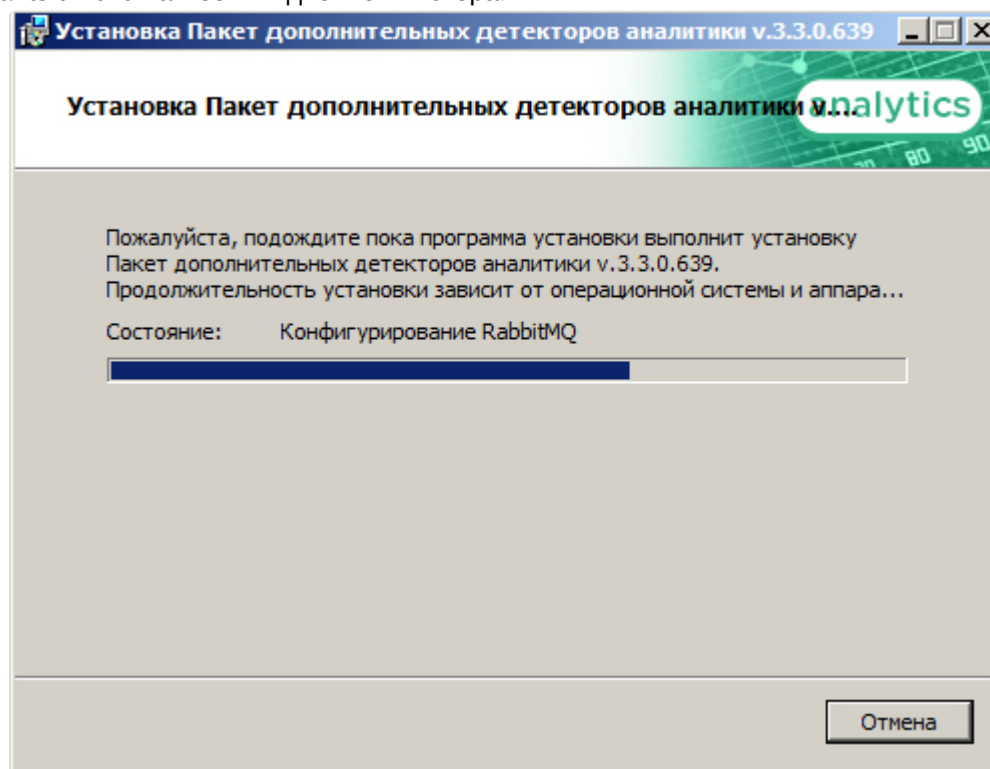 Установка Пакет дополнительных детекторов аналитики v.3.3.0.639
Установка Пакет дополнительных детекторов аналитики v....
analytics
80
90
Пожалуйста, подождите пока программа установки выполнит установку
Пакет дополнительных детекторов аналитики v.3.3.0.639.
Продолжительность установки зависит от операционной системы и аппара...
Состояние: Конфигурирование RabbitMQ
Отмена